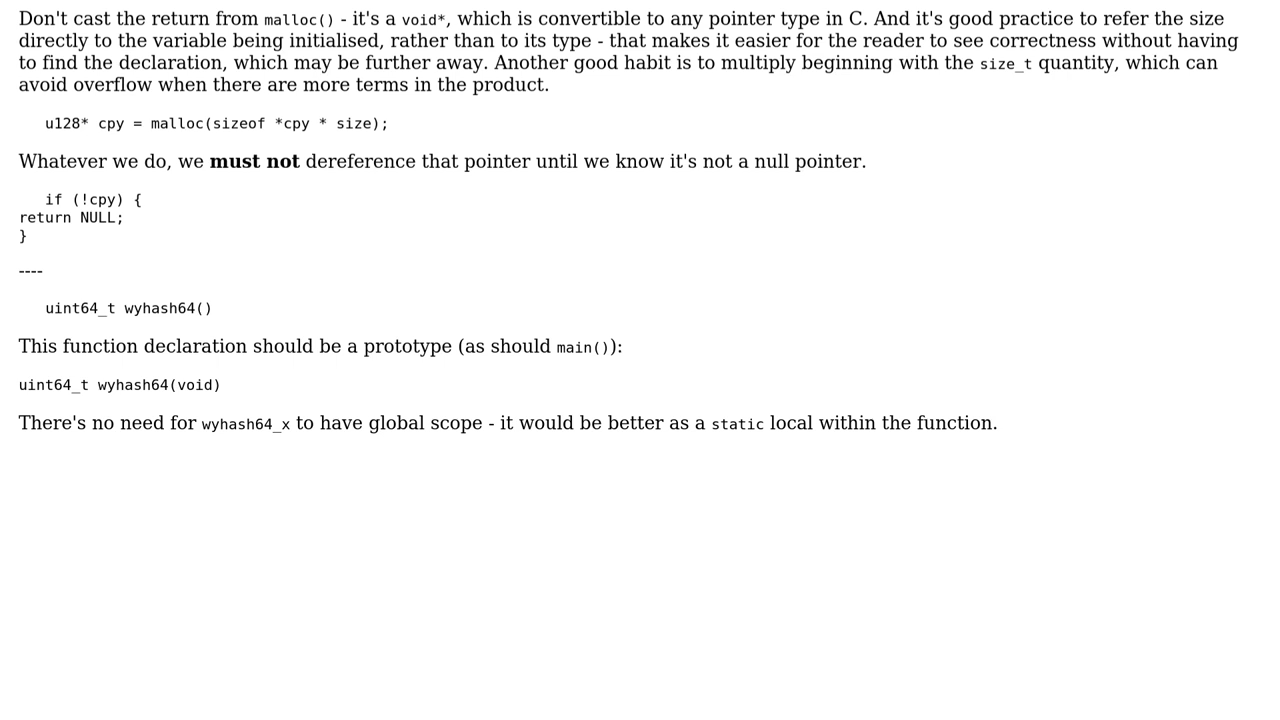 Don't cast the return from malloc() - it's a void*, which is convertible to any pointer type in C. And it's good practice to refer the size
directly to the variable being initialised, rather than to its type - that makes it easier for the reader to see correctness without having
to find the declaration, which may be further away. Another good habit is to multiply beginning with the size_t quantity, which can
avoid overflow when there are more terms in the product.
   u128* cpy = malloc(sizeof *cpy * size);
Whatever we do, we must not dereference that pointer until we know it's not a null pointer.
   if (!cpy) {
return NULL;
}
----
   uint64_t wyhash64()
This function declaration should be a prototype (as should main()):
uint64_t wyhash64(void)
There's no need for wyhash64_x to have global scope - it would be better as a static local within the function.